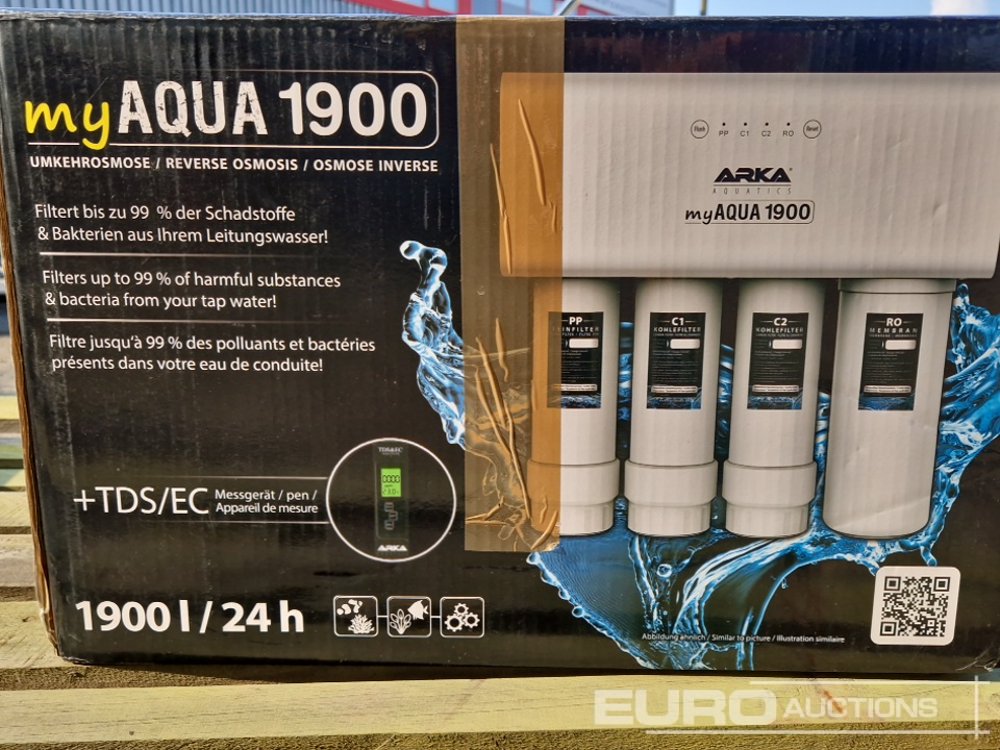 myAQUA 1900
UMKEHROSMOSE / REVERSE OSMOSIS / OSMOSE INVERSE
Filtert bis zu 99 % der Schadstoffe
& Bakterien aus Ihrem Leitungswasser!
Filters up to 99 % of harmful substances
& bacteria from your tap water!
Filtre jusqu'à 99 % des polluants et bactéries
présents dans votre eau de conduite!
+TDS/EC Messgerät / pen /
Appareil de mesure
TDS&EC
ARKA
1900 l / 24 h
Flush PP C1 C2 RO Reset
ARKA
AQUATICS
myAQUA 1900
PP
C1
KOHLEFILTER
C2
KOHLEFILTER
RO
MEMBRAN
Abbildung ähnlich / Similar to picture / Illustration similaire
EURO AUCTIONS